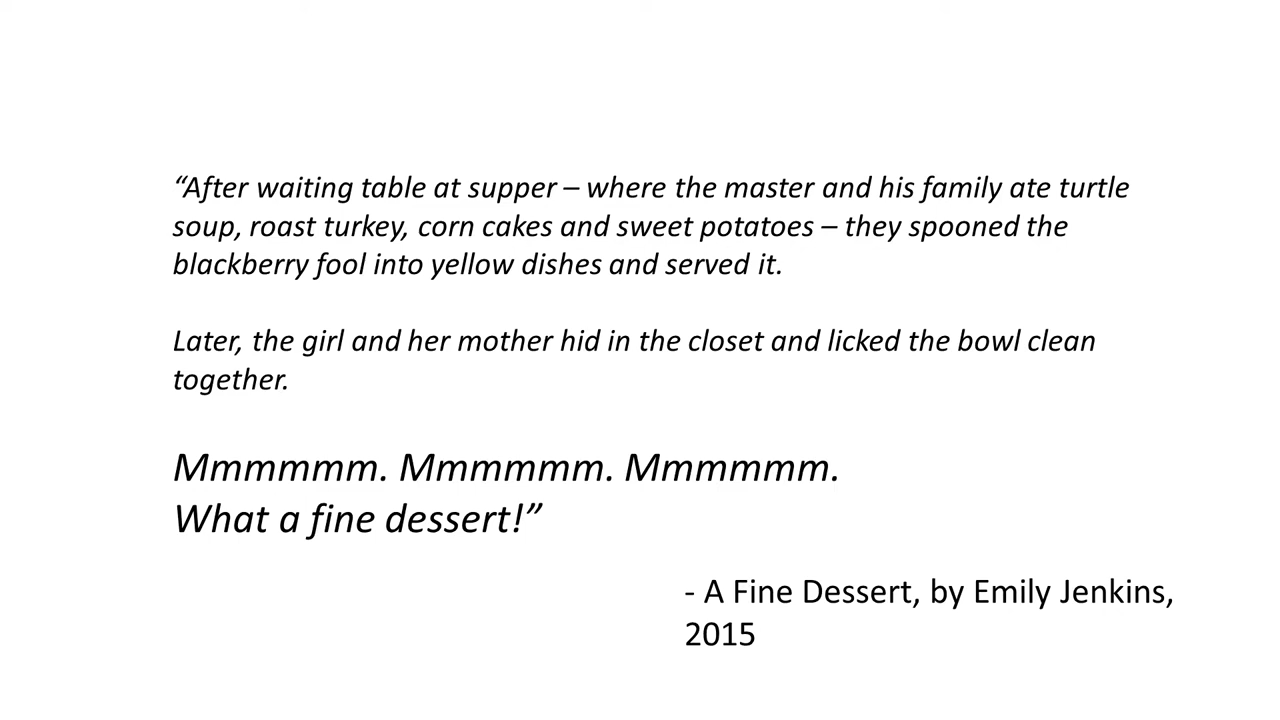 “After waiting table at supper – where the master and his family ate turtle
soup, roast turkey, corn cakes and sweet potatoes – they spooned the
blackberry fool into yellow dishes and served it.
Later, the girl and her mother hid in the closet and licked the bowl clean
together.
Mmmmmm. Mmmmmm. Mmmmmm.
What a fine dessert!”
- A Fine Dessert, by Emily Jenkins,
2015